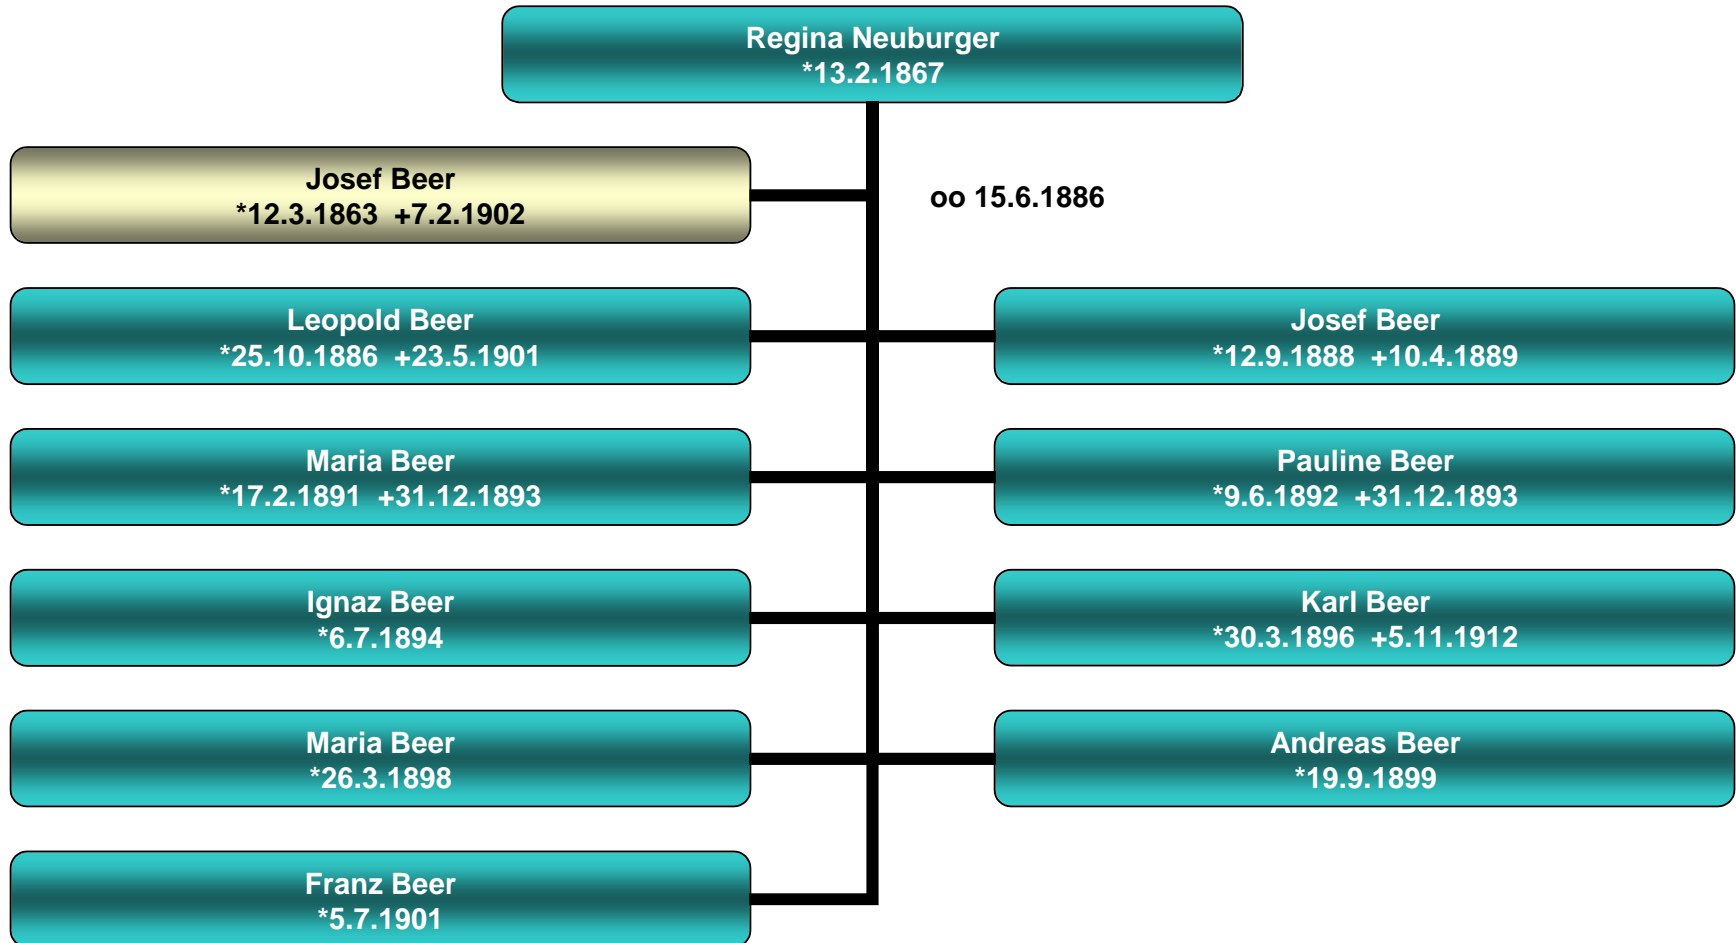 Regina Neuburger
*13.2.1867
Josef Beer
*12.3.1863 +7.2.1902
oo 15.6.1886
Leopold Beer
*25.10.1886 +23.5.1901
Josef Beer
*12.9.1888 +10.4.1889
Maria Beer
*17.2.1891 +31.12.1893
Pauline Beer
*9.6.1892 +31.12.1893
Ignaz Beer
*6.7.1894
Karl Beer
*30.3.1896 +5.11.1912
Maria Beer
*26.3.1898
Andreas Beer
*19.9.1899
Franz Beer
*5.7.1901